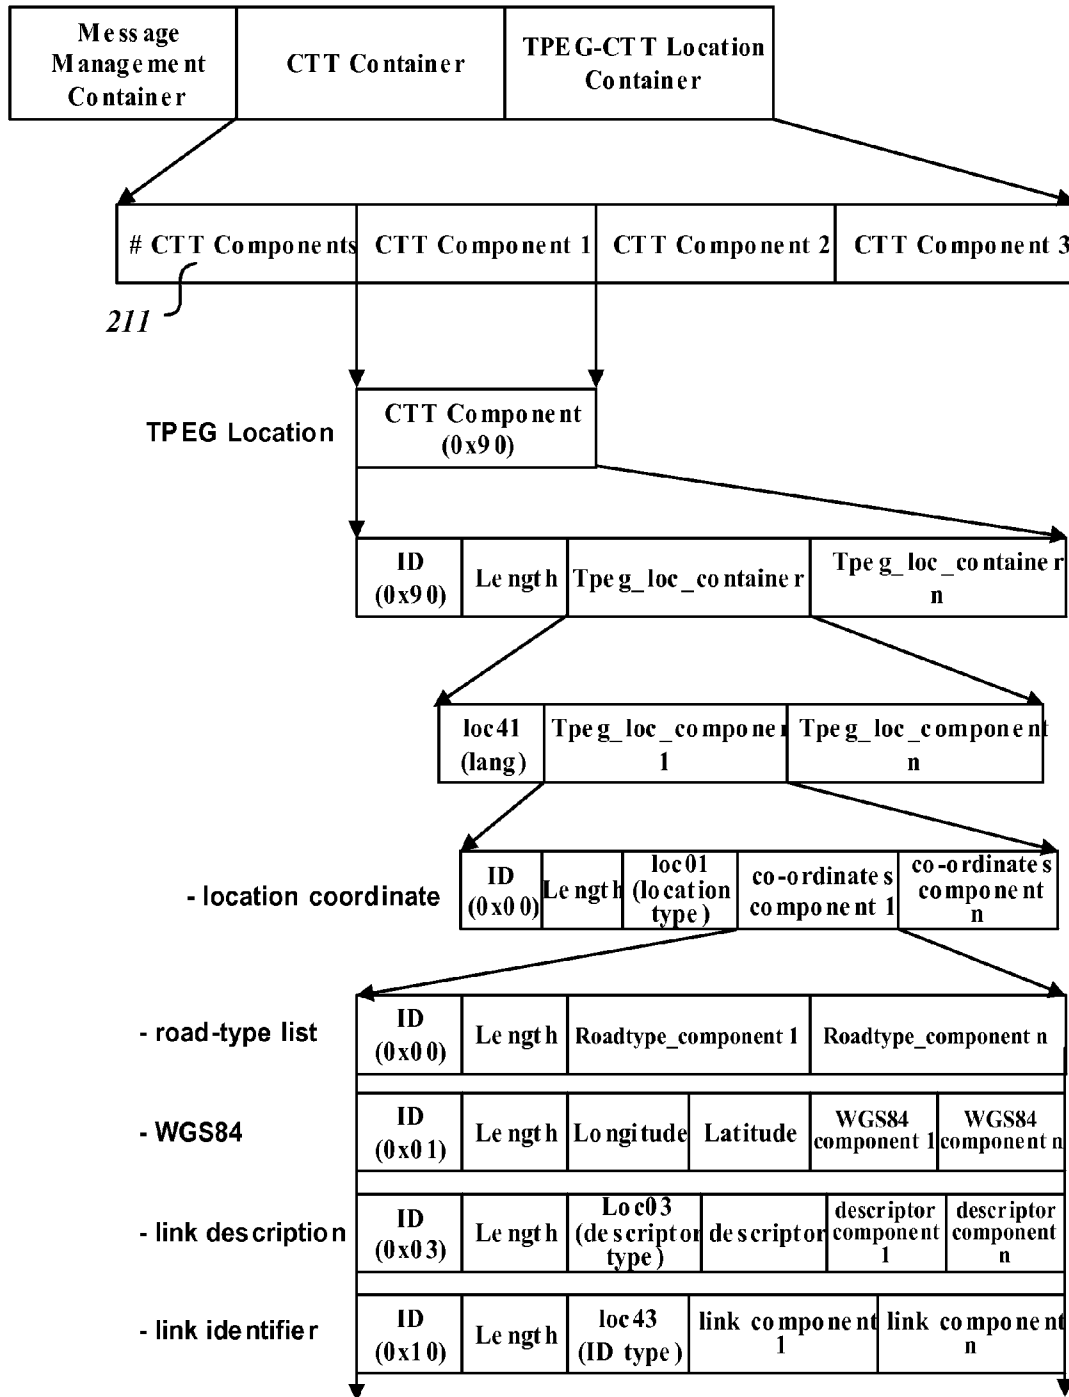 Message
Management
Container
CTT Container
TPEG-CTT Location
Container
# CTT Components
CTT Component 1
CTT Component 2
CTT Component 3
211
TPEG Location
CTT Component
(0x90)
ID
(0x90)
Length
Tpeg_loc_container
Tpeg_loc_container
n
loc41
(lang)
Tpeg_loc_componer
1
Tpeg_loc_component
n
- location coordinate
ID
(0x00)
Length
loc01
(location
type)
co-ordinates
component 1
co-ordinates
component
n
- road-type list
ID
(0x00)
Length
Roadtype_component 1
Roadtype_component n
- WGS84
ID
(0x01)
Length
Longitude
Latitude
WGS84
component 1
WGS84
component n
- link description
ID
(0x03)
Length
Loc03
(descriptor
type)
descriptor
descriptor
component
1
descriptor
component
n
- link identifier
ID
(0x10)
Length
loc43
(ID type)
link component
1
link component
n